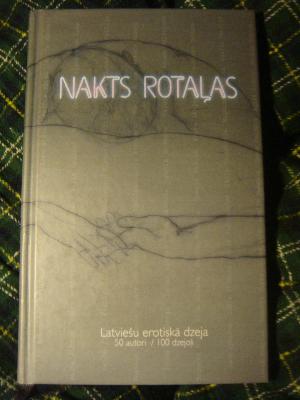 NAKTS ROTAĻAS
Latviešu erotiskā dzeja
50 autori / 100 dzejoļi